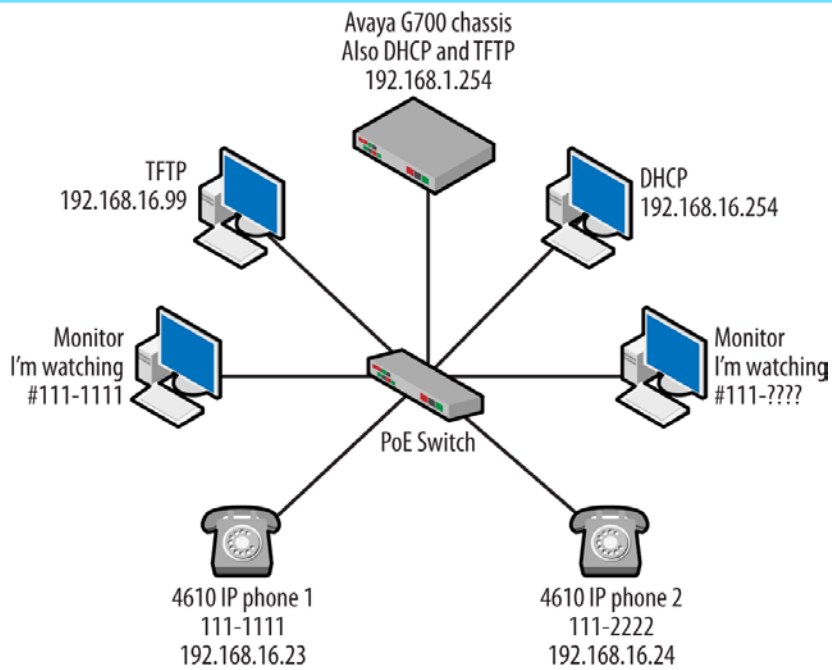 Avaya G700 chassis
Also DHCP and TFTP
192.168.1.254
TFTP
192.168.16.99
DHCP
192.168.16.254
Monitor
I'm watching
#111-1111
Monitor
I'm watching
#111-????
PoE Switch
4610 IP phone 1
111-1111
192.168.16.23
4610 IP phone 2
111-2222
192.168.16.24